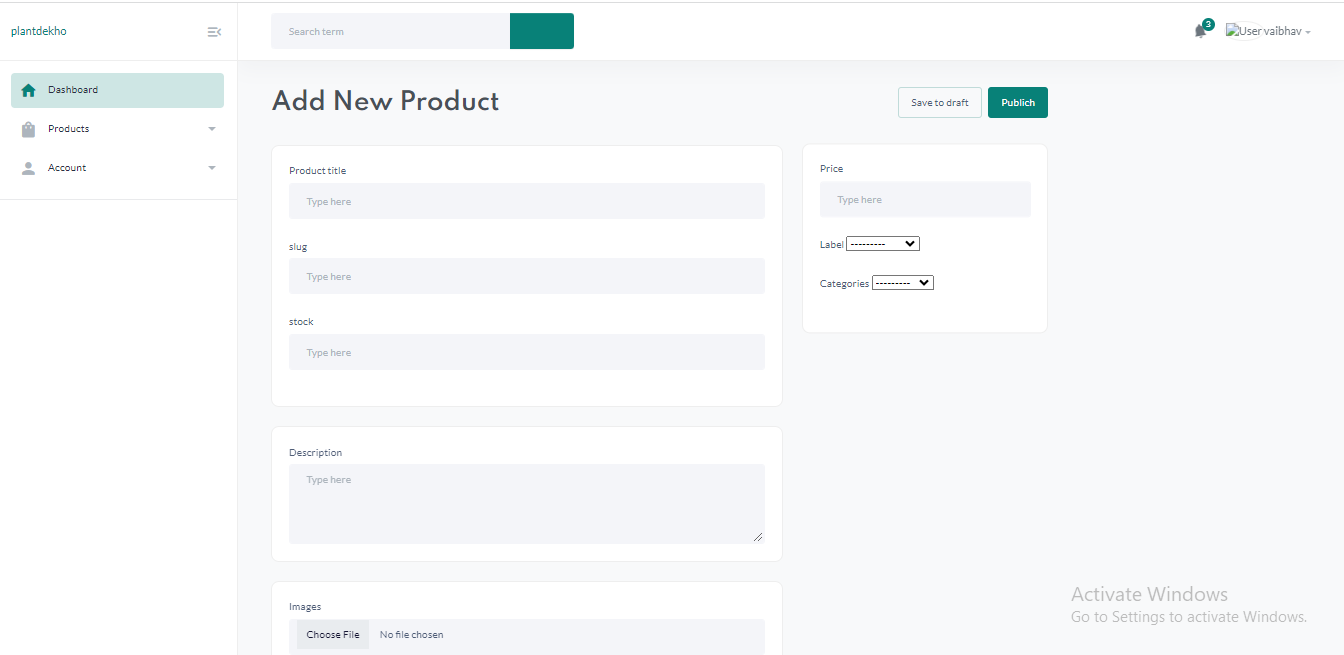 plantdekho
Search term
3
User vaibhav
Dashboard
Products
Account
Add New Product
Save to draft
Publish
Product title
Type here
slug
Type here
stock
Type here
Price
Type here
Label ---------
Categories ---------
Description
Type here
Images
Choose File No file chosen
Activate Windows
Go to Settings to activate Windows.